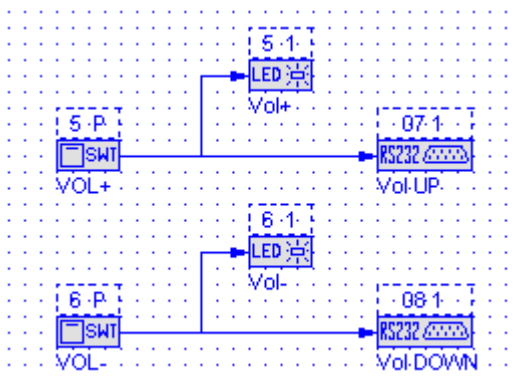 5 1
LED
Vol+
5 P
SWT
VOL+
07 1
RS232
Vol UP
6 1
LED
Vol-
6 P
SWT
VOL-
08 1
RS232
Vol DOWN